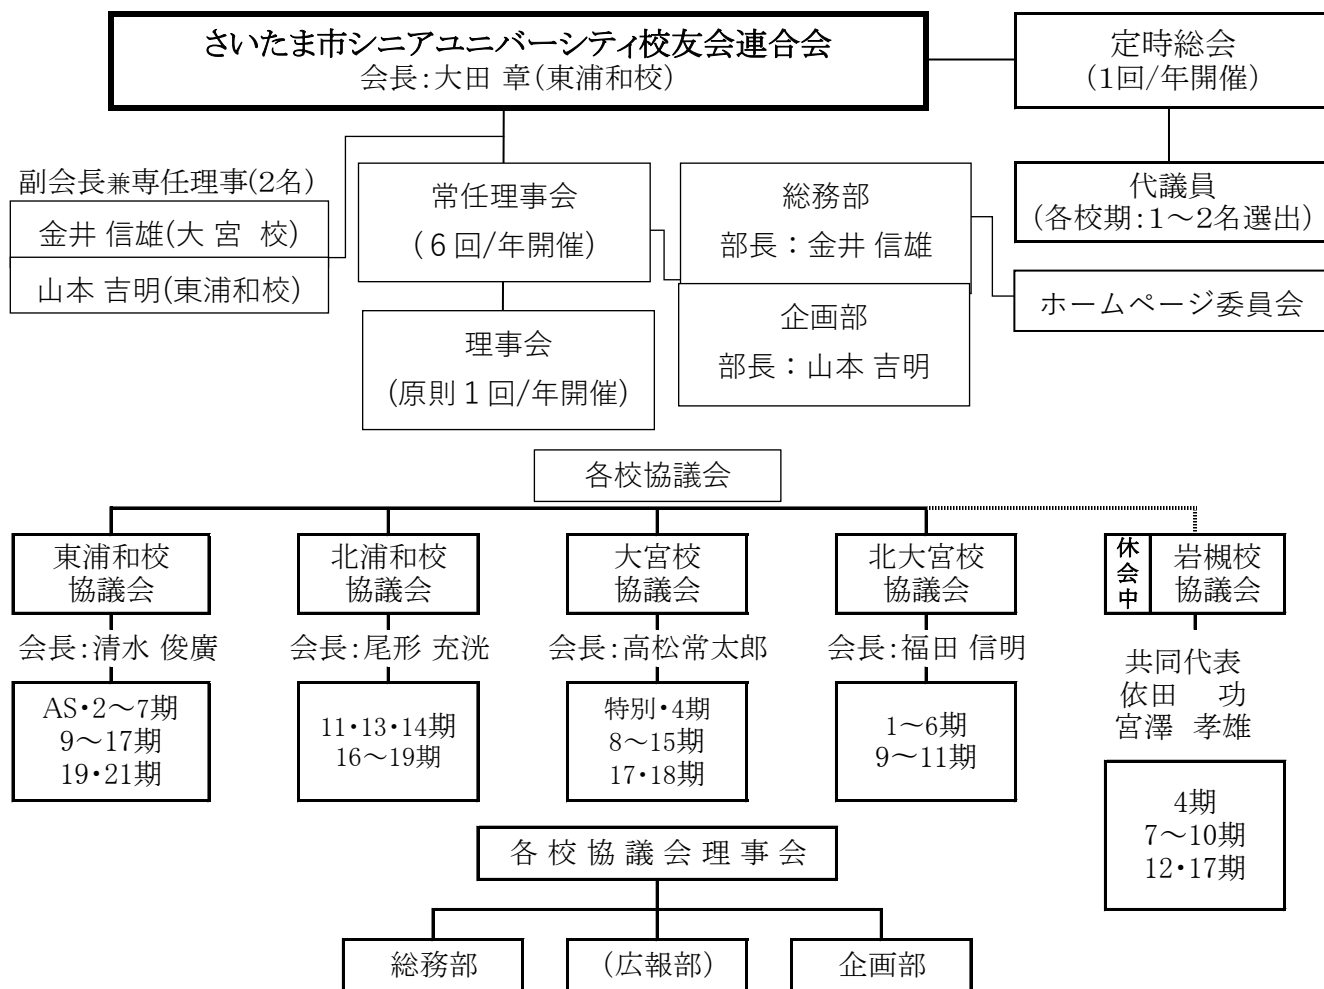 さいたま市シニアユニバーシティ校友会連合会
会長:大田 章(東浦和校)
定時総会
(1回/年開催)
代議員
(各校期:1～2名選出)
副会長兼専任理事(2名)
金井 信雄(大 宮 校)
山本 吉明(東浦和校)
常任理事会
(６回/年開催)
理事会
(原則１回/年開催)
総務部
部長：金井 信雄
企画部
部長：山本 吉明
ホームページ委員会
各校協議会
東浦和校
協議会
会長:清水 俊廣
AS・2～7期
9～17期
19・21期
北浦和校
協議会
会長:尾形 充洸
11・13・14期
16～19期
大宮校
協議会
会長:高松常太郎
特別・4期
8～15期
17・18期
北大宮校
協議会
会長:福田 信明
1～6期
9～11期
休会中
岩槻校
協議会
共同代表
依田 功
宮澤 孝雄
4期
7～10期
12・17期
各 校 協 議 会 理 事 会
総務部
(広報部)
企画部